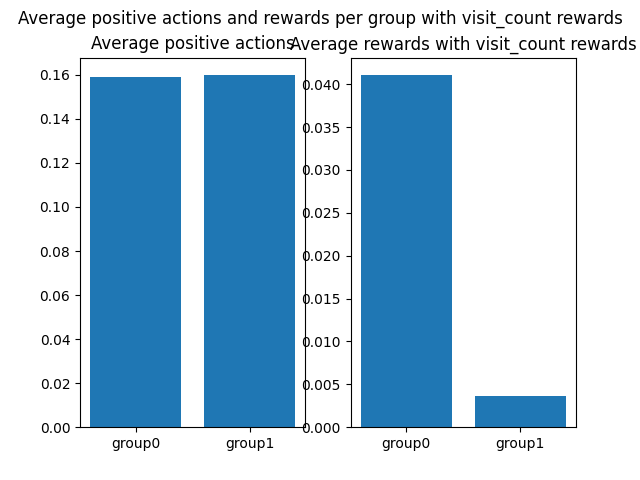 Average positive actions and rewards per group with visit_count rewards
Average positive actions
Average rewards with visit_count rewards
0.16
0.14
0.12
0.10
0.08
0.06
0.04
0.02
0.00
group0
group1
0.040
0.035
0.030
0.025
0.020
0.015
0.010
0.005
0.000
group0
group1